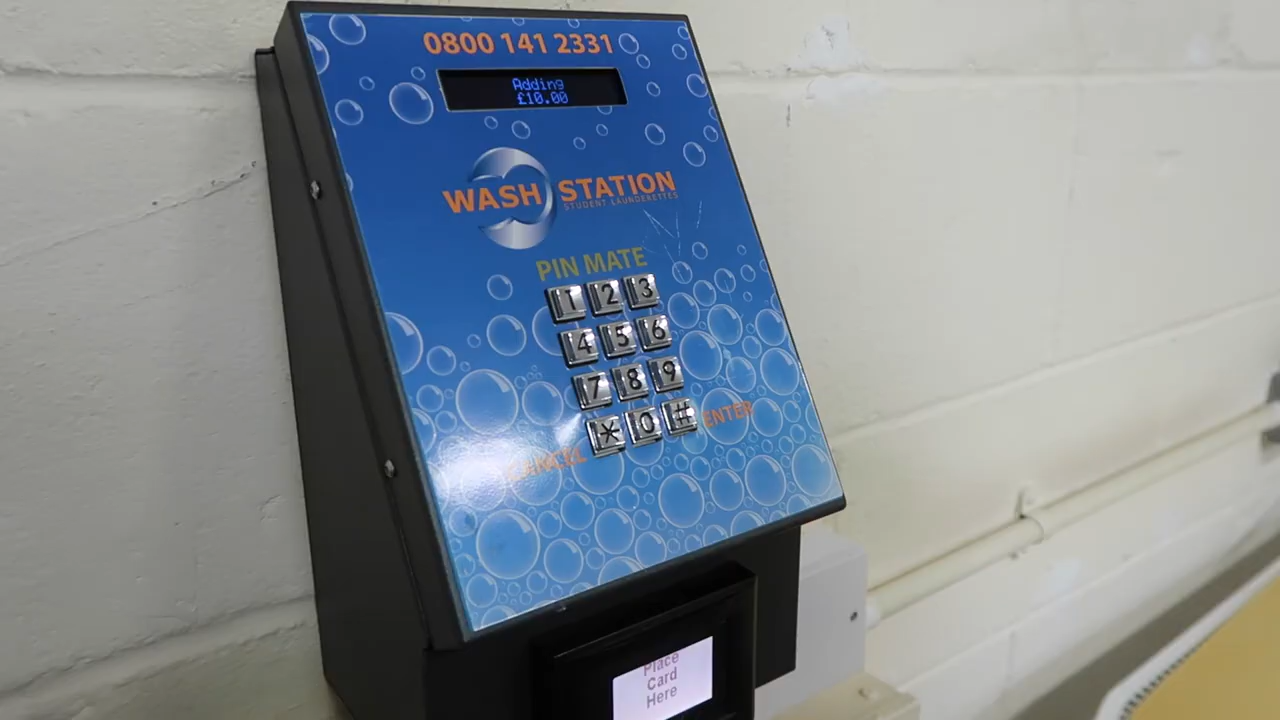 0800 141 2331
Adding
£10.00
WASH STATION
STUDENT LAUNDERETTES
PIN MATE
1 2 3
4 5 6
7 8 9
* 0 #
ENTER
CANCEL
Place
Card
Here